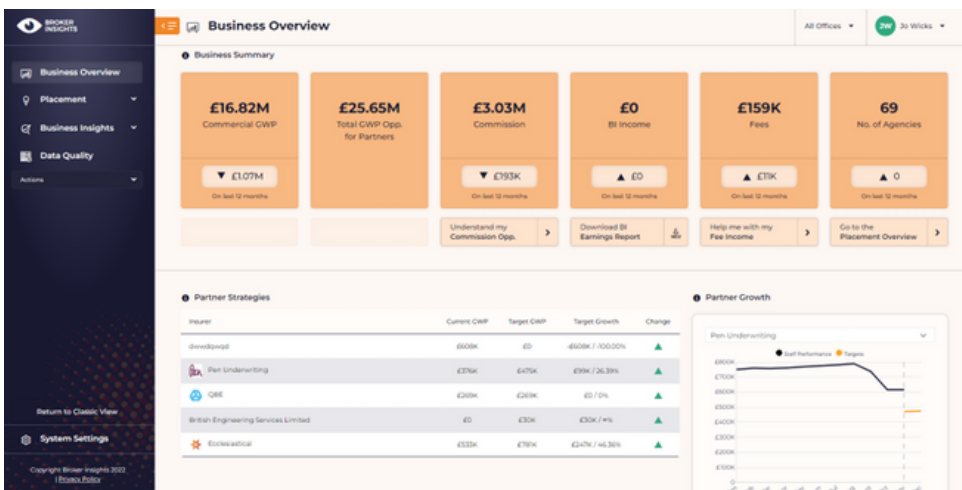 BROKER
INSIGHTS
Business Overview
All Offices
JW
Jo Wicks
Business Overview
Placement
Business Insights
Data Quality
Actions
Return to Classic View
System Settings
Copyright Broker Insights 2022
| Privacy Policy
Business Summary
£16.82M
Commercial GWP
▼ £1.07M
On last 12 months
£25.65M
Total GWP Opp.
for Partners
£3.03M
Commission
▼ £193K
On last 12 months
£0
BI Income
▲ £0
On last 12 months
£159K
Fees
▲ £11K
On last 12 months
69
No. of Agencies
▲ 0
On last 12 months
Understand my
Commission Opp.
Download BI
Earnings Report
Help me with my
Fee Income
Go to the
Placement Overview
Partner Strategies
Insurer Current GWP Target GWP Target Growth Change
dwwdqwqd £608K £0 -£608K / -100.00% ▲
Pen Underwriting £376K £475K £99K / 26.39% ▲
QBE £269K £269K £0 / 0% ▲
British Engineering Services Limited £0 £30K £30K / ∞% ▲
Ecclesiastical £533K £781K £247K / 46.36% ▲
Partner Growth
Pen Underwriting
Staff Performance Targets
£800K
£700K
£600K
£500K
£400K
£300K
£200K
£100K
0